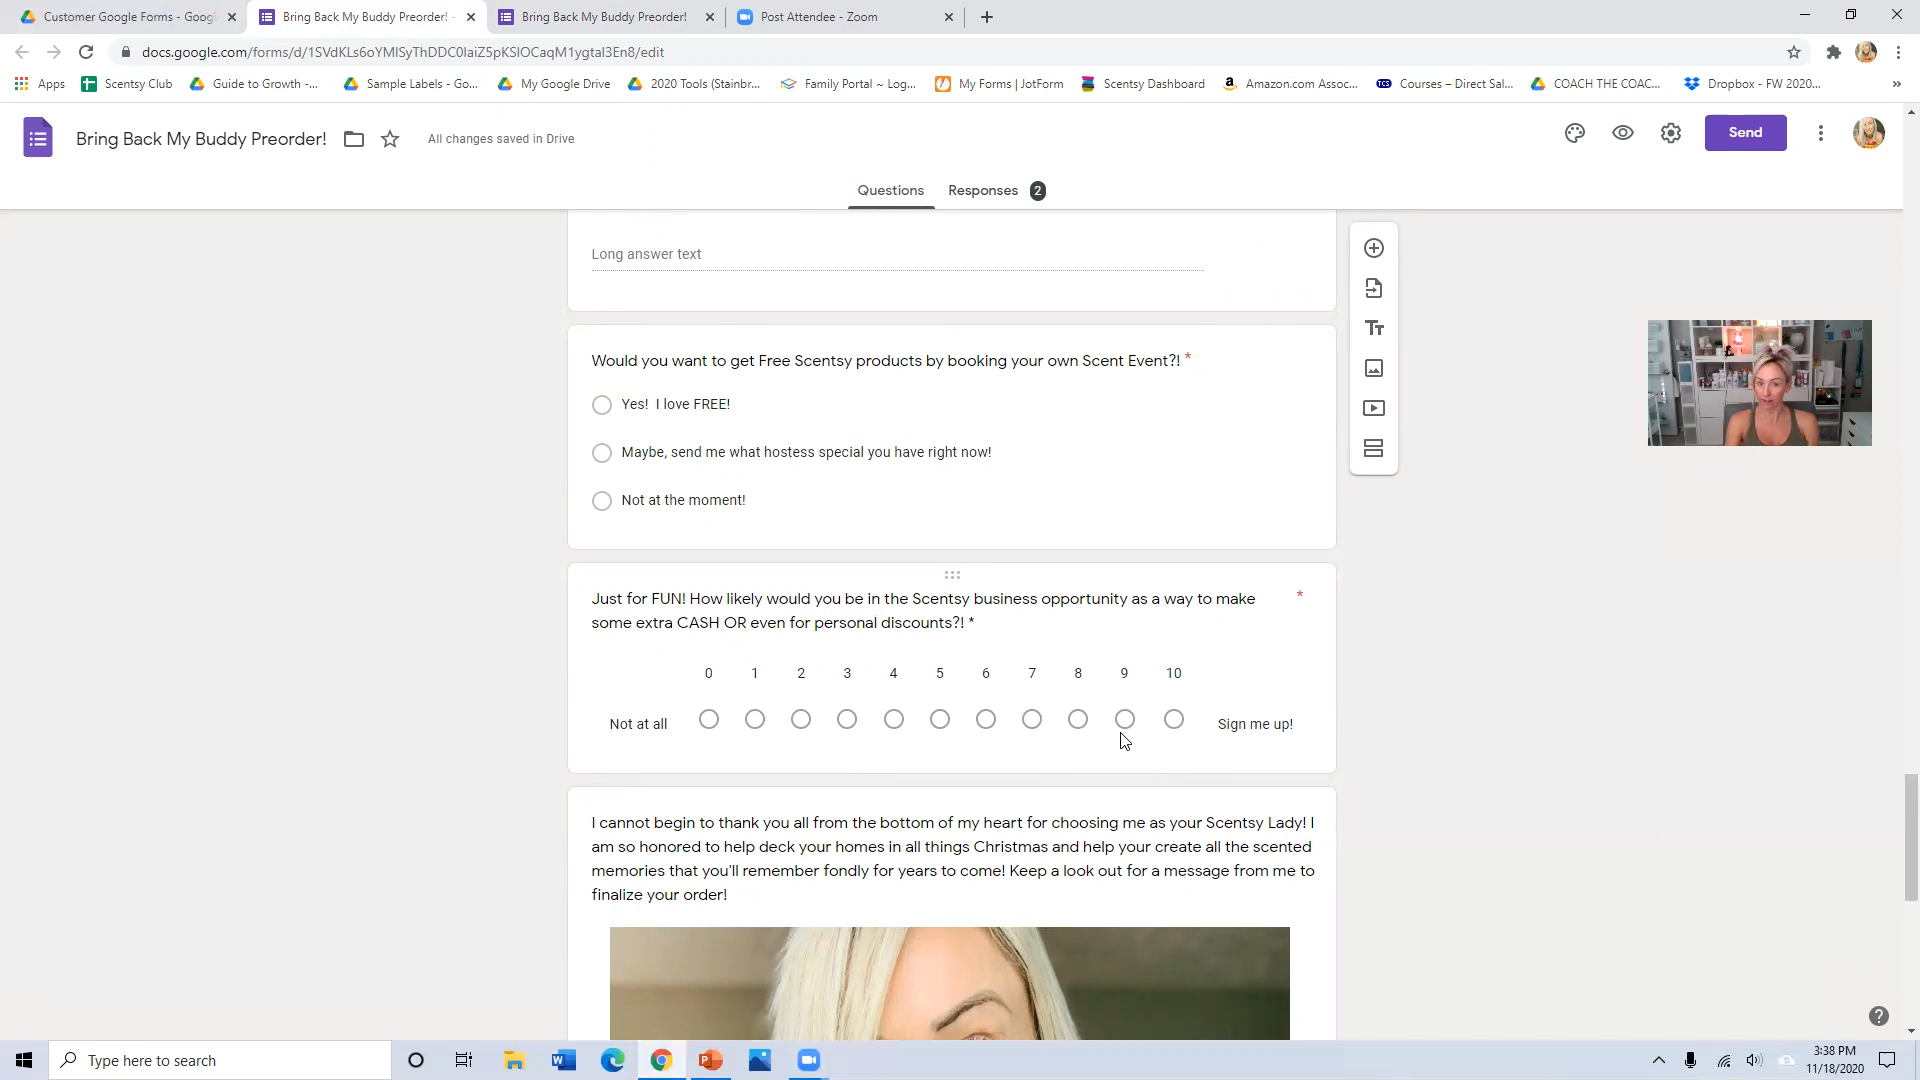 Customer Google Forms - Googl
Bring Back My Buddy Preorder! -
Bring Back My Buddy Preorder!
Post Attendee - Zoom
docs.google.com/forms/d/1SVdKLs6oYMlSyThDDC0IaiZ5pKSlOCaqM1ygtal3En8/edit
Apps
Scentsy Club
Guide to Growth -...
Sample Labels - Go...
My Google Drive
2020 Tools (Stainbr...
Family Portal ~ Log...
My Forms | JotForm
Scentsy Dashboard
Amazon.com Assoc...
Courses – Direct Sal...
COACH THE COAC...
Dropbox - FW 2020...
»
Bring Back My Buddy Preorder!
All changes saved in Drive
Send
Questions
Responses 2
Long answer text
Would you want to get Free Scentsy products by booking your own Scent Event?! *
Yes! I love FREE!
Maybe, send me what hostess special you have right now!
Not at the moment!
Just for FUN! How likely would you be in the Scentsy business opportunity as a way to make *
some extra CASH OR even for personal discounts?! *
0 1 2 3 4 5 6 7 8 9 10
Not at all
Sign me up!
I cannot begin to thank you all from the bottom of my heart for choosing me as your Scentsy Lady! I
am so honored to help deck your homes in all things Christmas and help your create all the scented
memories that you'll remember fondly for years to come! Keep a look out for a message from me to
finalize your order!
Type here to search
3:38 PM
11/18/2020